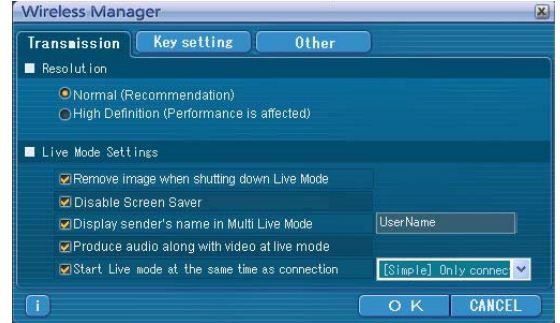 Wireless Manager
Transmission Key setting Other
Resolution
Normal (Recommendation)
High Definition (Performance is affected)
Live Mode Settings
Remove image when shutting down Live Mode
Disable Screen Saver
Display sender's name in Multi Live Mode UserName
Produce audio along with video at live mode
Start Live mode at the same time as connection [Simple] Only connec
i OK CANCEL